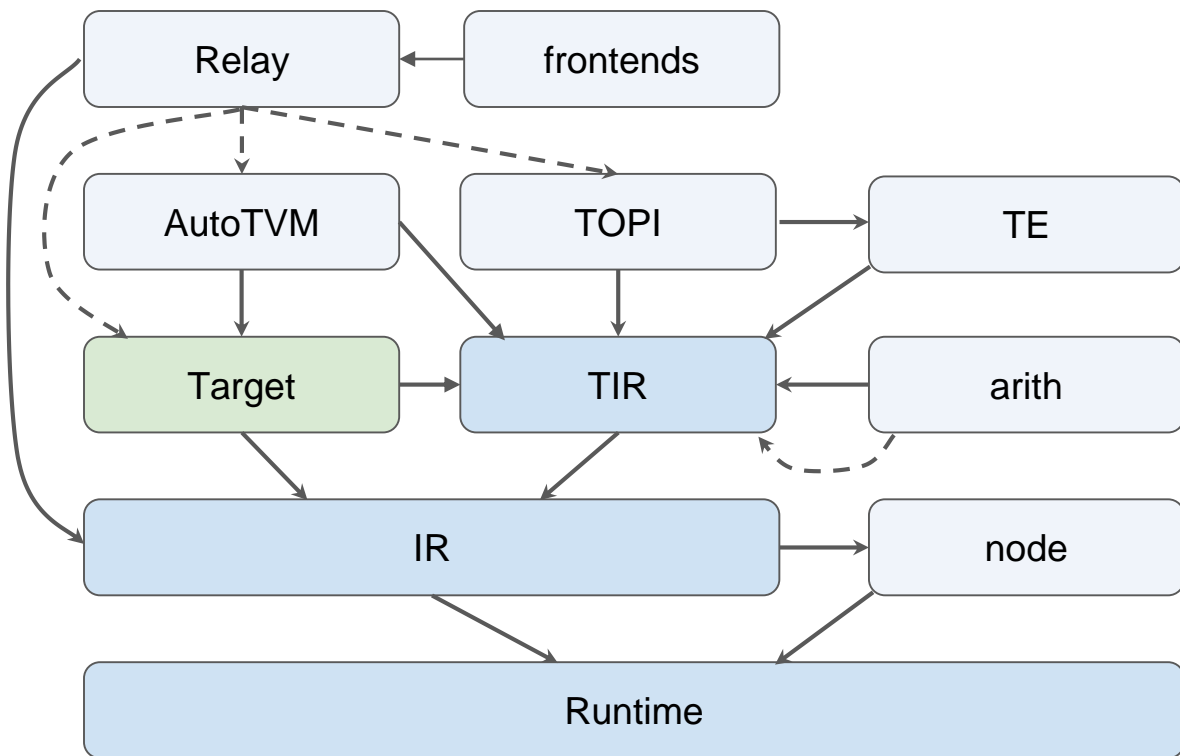 Relay
frontends
AutoTVM
TOPI
TE
Target
TIR
arith
IR
node
Runtime